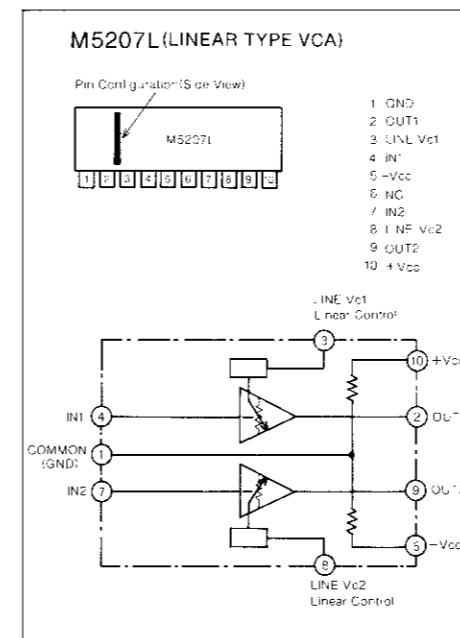 M5207L (LINEAR TYPE VCA)
Pin Configuration (Side View)
M5207L
1 2 3 4 5 6 7 8 9 10
1 GND
2 OUT1
3 LINE Vc1
4 IN1
5 -Vcc
6 NC
7 IN2
8 LINE Vc2
9 OUT2
10 +Vcc
LINE Vc1
Linear Control
3
10 +Vcc
IN1 4
2 OUT
COMMON
(GND)
1
IN2 7
9 OUT
5 -Vcc
8
LINE Vc2
Linear Control